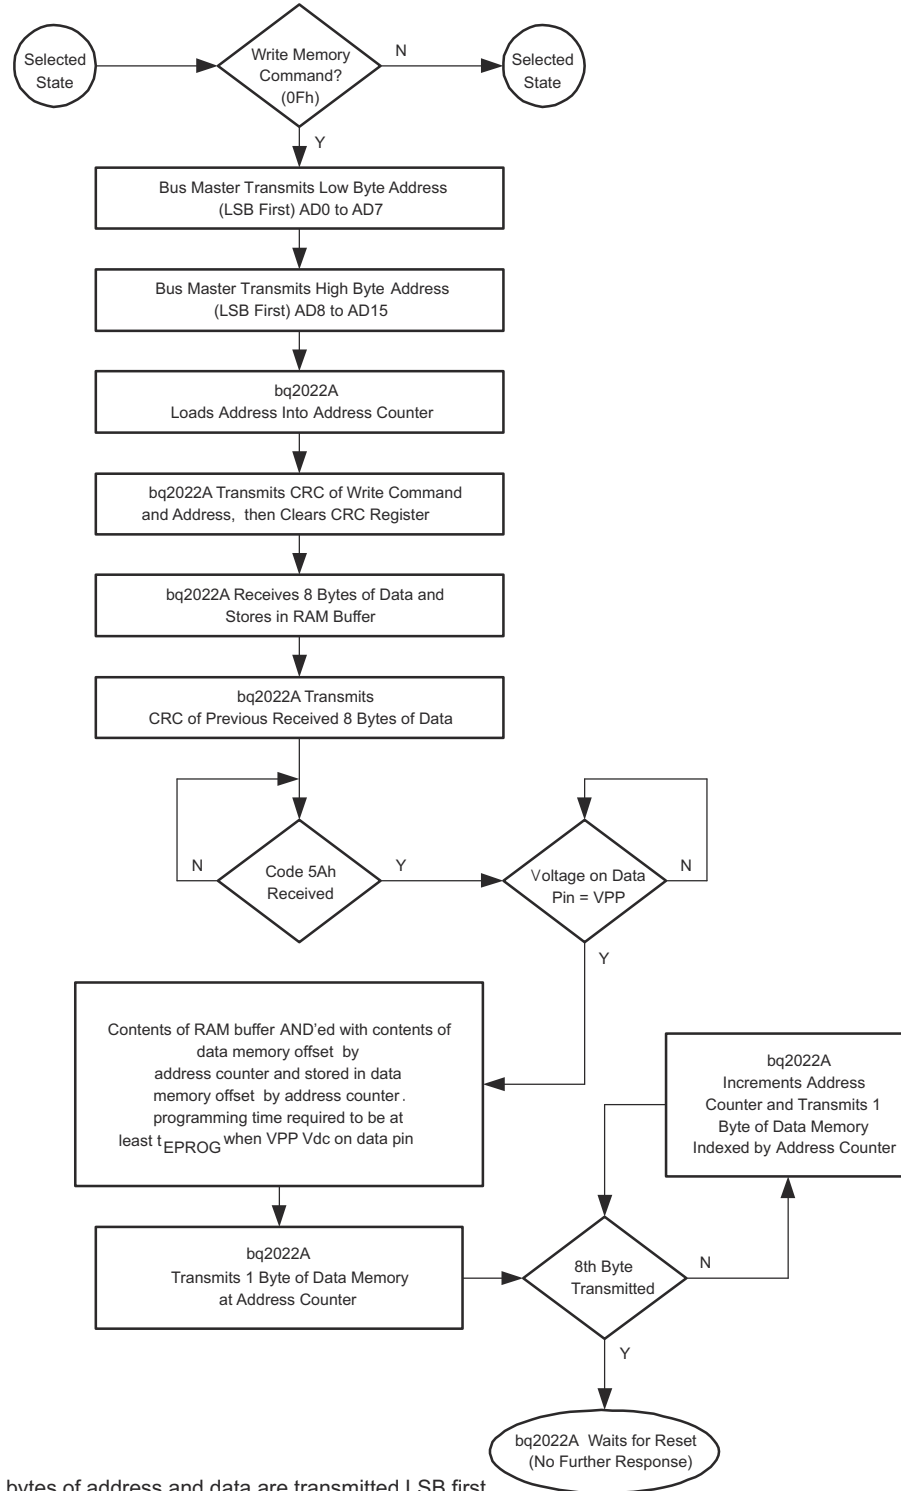 Selected
State
Write Memory
Command?
(0Fh)
N
Selected
State
Y
Bus Master Transmits Low Byte Address
(LSB First) AD0 to AD7
Bus Master Transmits High Byte Address
(LSB First) AD8 to AD15
bq2022A
Loads Address Into Address Counter
bq2022A Transmits CRC of Write Command
and Address, then Clears CRC Register
bq2022A Receives 8 Bytes of Data and
Stores in RAM Buffer
bq2022A Transmits
CRC of Previous Received 8 Bytes of Data
N
Code 5Ah
Received
Y
Voltage on Data
Pin = VPP
N
Y
Contents of RAM buffer AND'ed with contents of
data memory offset by
address counter and stored in data
memory offset by address counter.
programming time required to be at
least tEPROG when VPP Vdc on data pin
bq2022A
Increments Address
Counter and Transmits 1
Byte of Data Memory
Indexed by Address Counter
bq2022A
Transmits 1 Byte of Data Memory
at Address Counter
8th Byte
Transmitted
N
Y
bq2022A Waits for Reset
(No Further Response)
bytes of address and data are transmitted LSB first